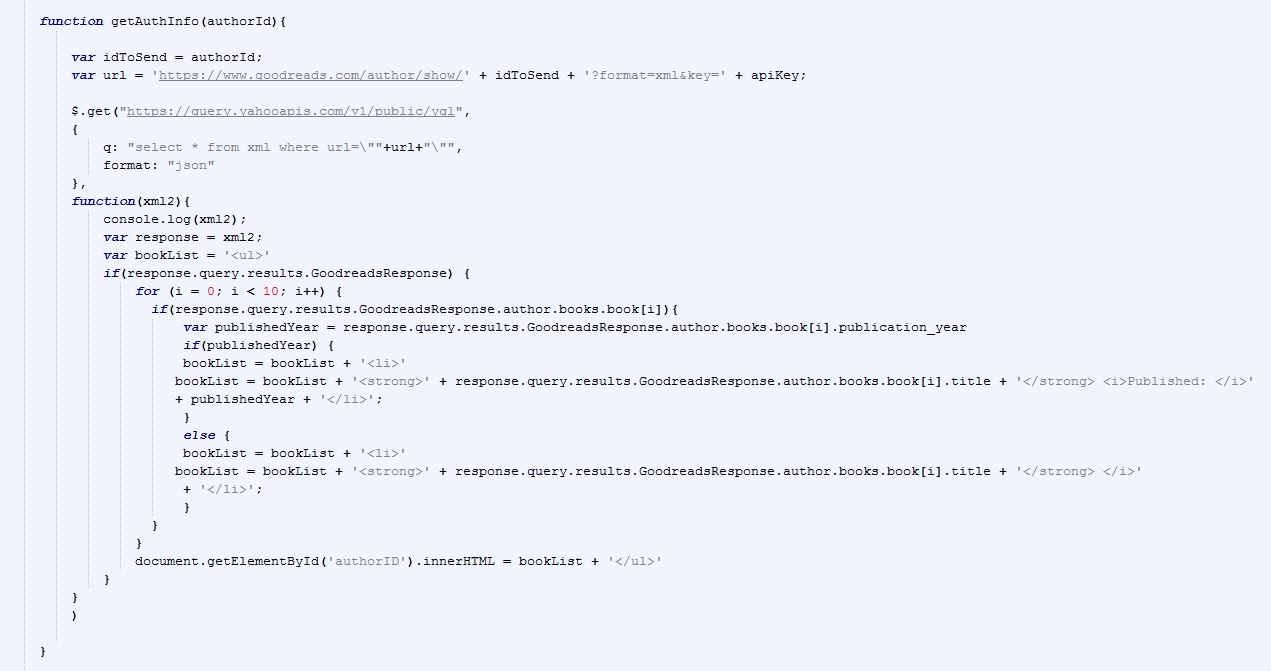 function getAuthInfo(authorId){
var idToSend = authorId;
var url = 'https://www.goodreads.com/author/show/' + idToSend + '?format=xml&key=' + apiKey;
$.get("https://query.yahooapis.com/v1/public/yql",
{
q: "select * from xml where url=\""+url+"\"",
format: "json"
},
function(xml2){
console.log(xml2);
var response = xml2;
var bookList = '<ul>'
if(response.query.results.GoodreadsResponse) {
for (i = 0; i < 10; i++) {
if(response.query.results.GoodreadsResponse.author.books.book[i]){
var publishedYear = response.query.results.GoodreadsResponse.author.books.book[i].publication_year
if(publishedYear) {
bookList = bookList + '<li>'
bookList = bookList + '<strong>' + response.query.results.GoodreadsResponse.author.books.book[i].title + '</strong> <i>Published: </i>'
+ publishedYear + '</li>';
}
else {
bookList = bookList + '<li>'
bookList = bookList + '<strong>' + response.query.results.GoodreadsResponse.author.books.book[i].title + '</strong> </i>'
+ '</li>';
}
}
}
document.getElementById('authorID').innerHTML = bookList + '</ul>'
}
}
)
}